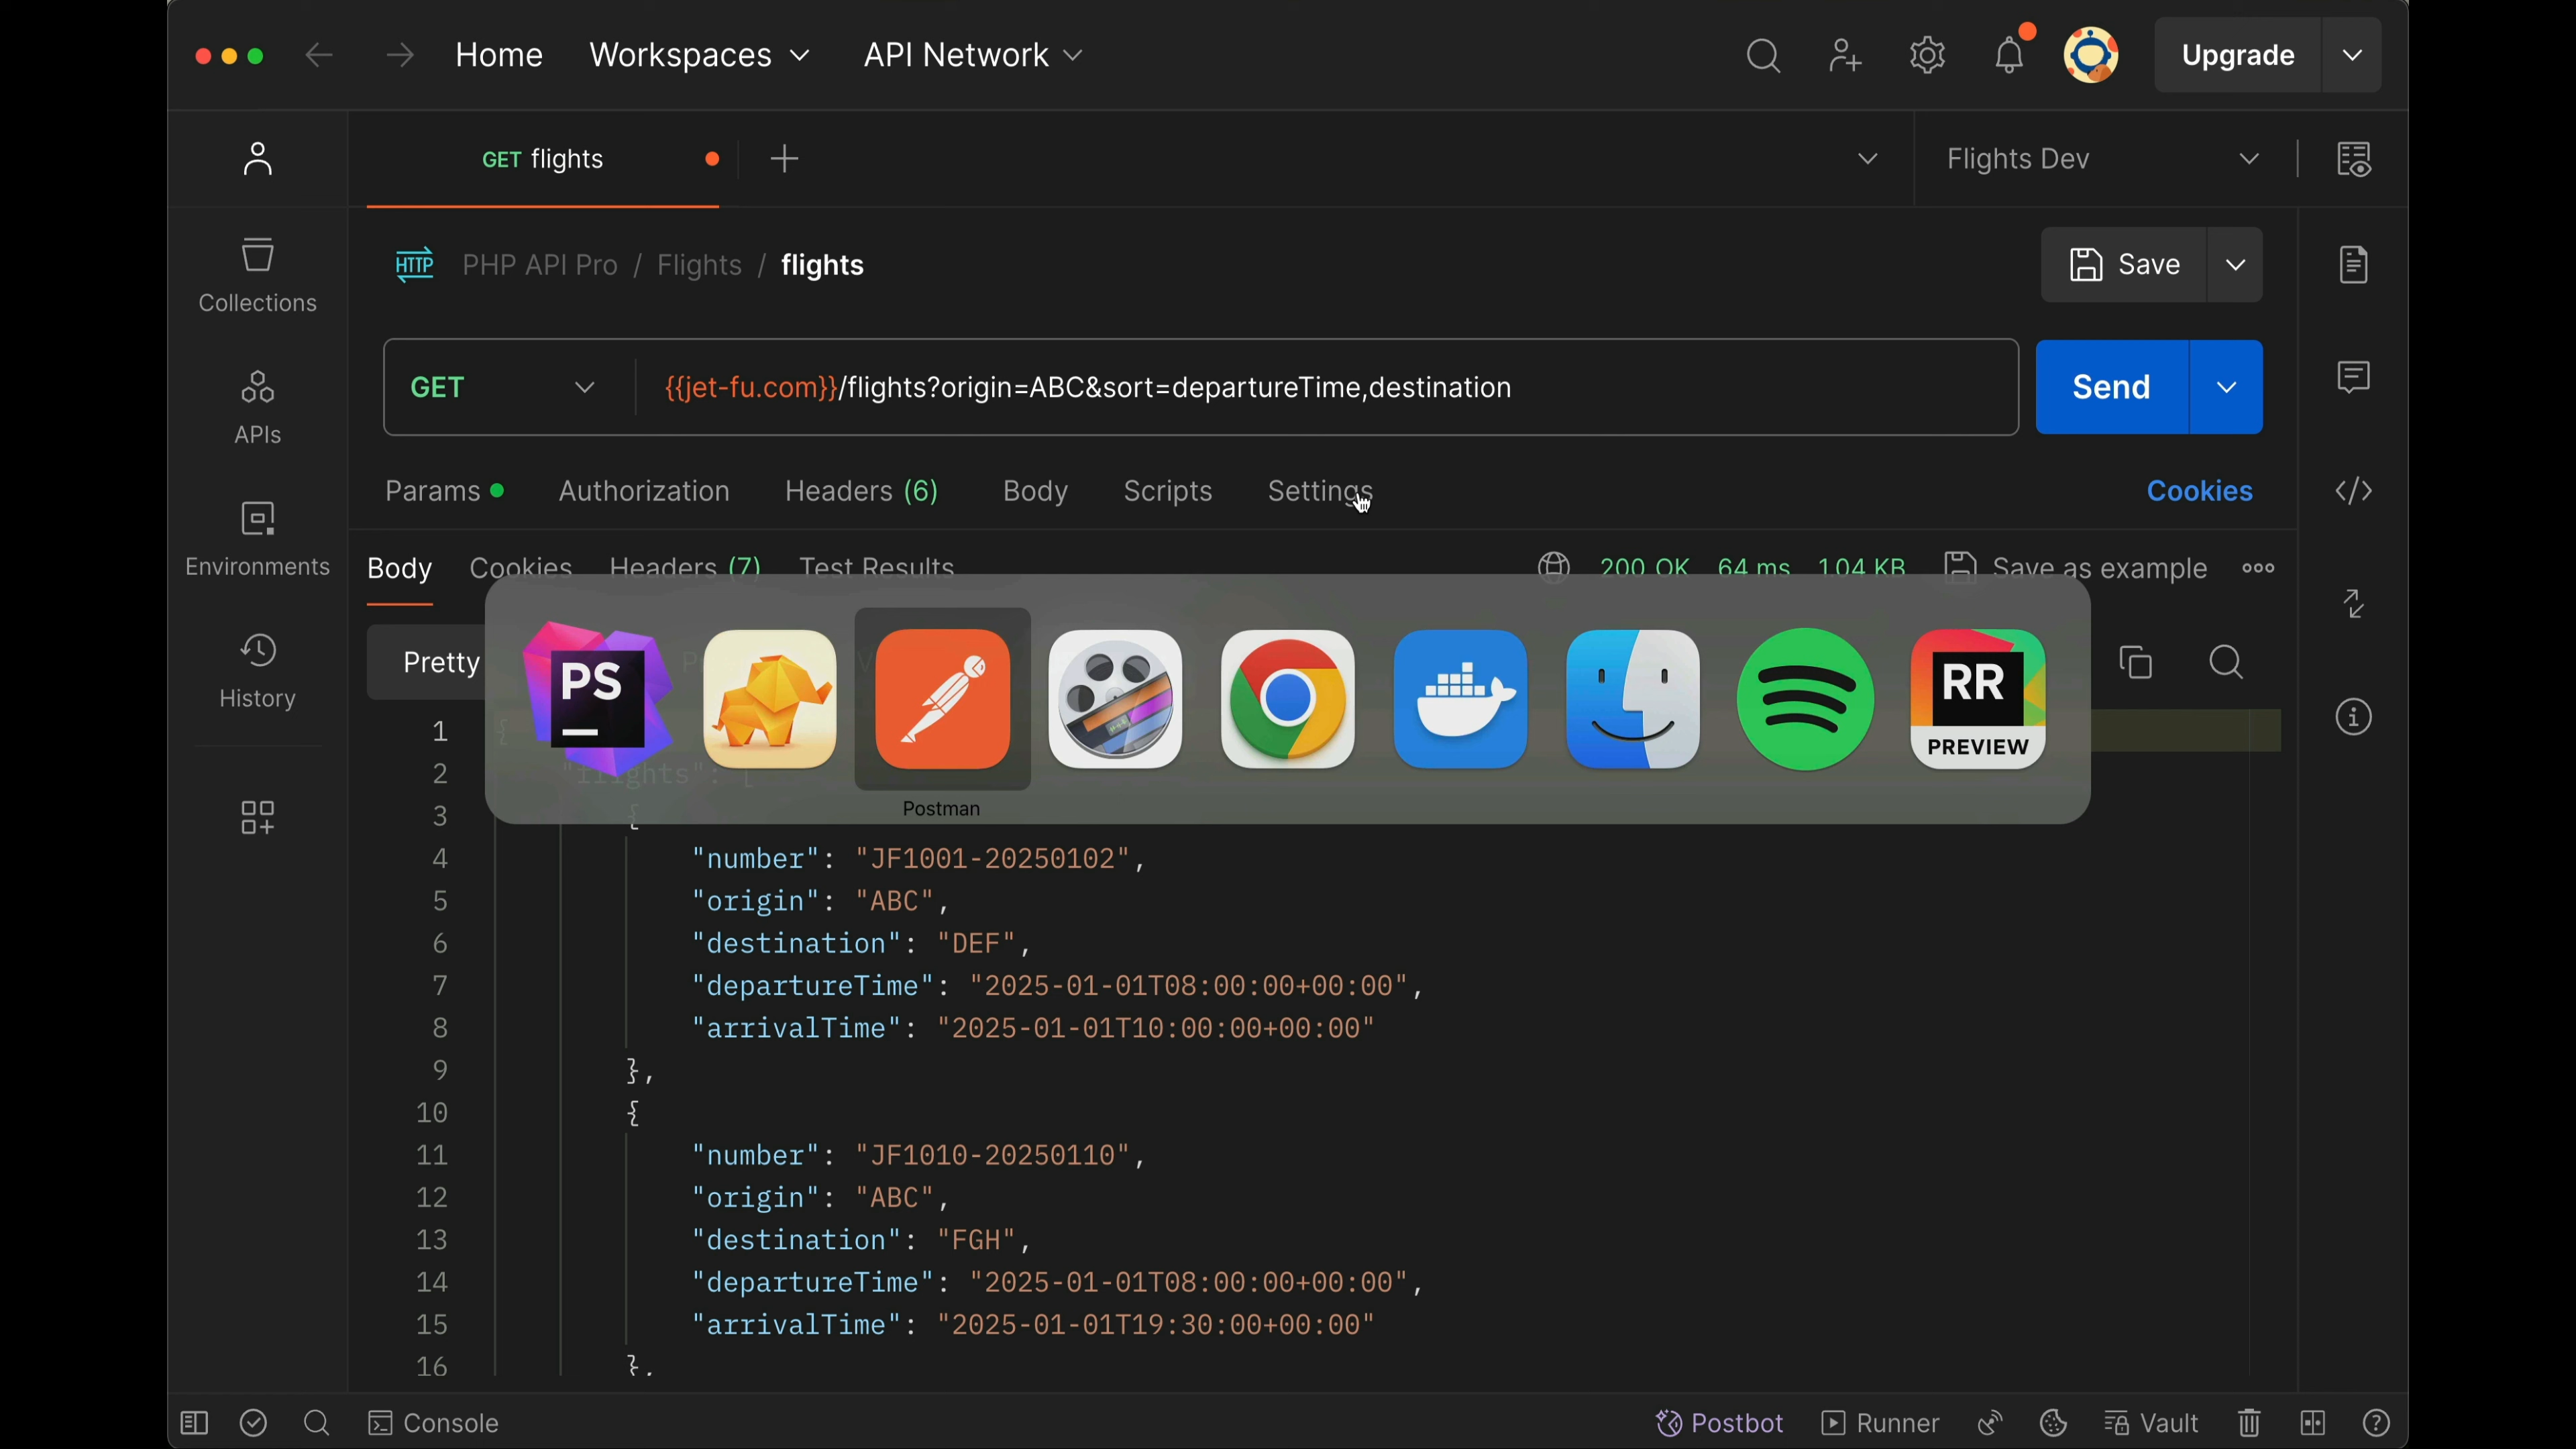 Home Workspaces API Network Upgrade
GET flights Flights Dev
HTTP PHP API Pro / Flights / flights Save
GET {{jet-fu.com}}/flights?origin=ABC&sort=departureTime,destination Send
Params Authorization Headers (6) Body Scripts Settings Cookies
Collections
APIs
Environments
History
Body Cookies Headers (7) Test Results 200 OK 64 ms 1.04 KB Save as example
Pretty
PS
RR
PREVIEW
Postman
1 {
2 "flights": [
3 {
4 "number": "JF1001-20250102",
5 "origin": "ABC",
6 "destination": "DEF",
7 "departureTime": "2025-01-01T08:00:00+00:00",
8 "arrivalTime": "2025-01-01T10:00:00+00:00"
9 },
10 {
11 "number": "JF1010-20250110",
12 "origin": "ABC",
13 "destination": "FGH",
14 "departureTime": "2025-01-01T08:00:00+00:00",
15 "arrivalTime": "2025-01-01T19:30:00+00:00"
16 },
Console Postbot Runner Vault